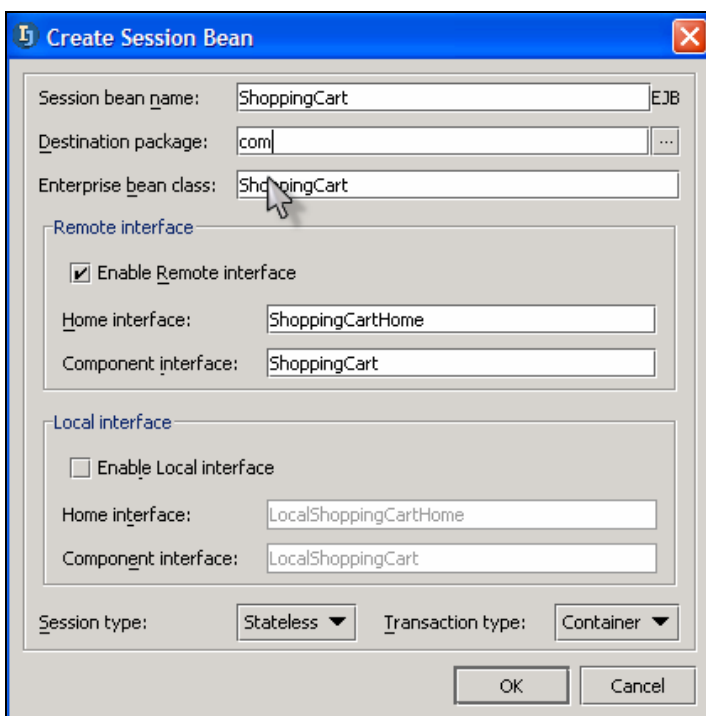 IJ Create Session Bean
Session bean name: ShoppingCart EJB
Destination package: com ...
Enterprise bean class: ShoppingCart
Remote interface
Enable Remote interface
Home interface: ShoppingCartHome
Component interface: ShoppingCart
Local interface
Enable Local interface
Home interface: LocalShoppingCartHome
Component interface: LocalShoppingCart
Session type: Stateless Transaction type: Container
OK Cancel